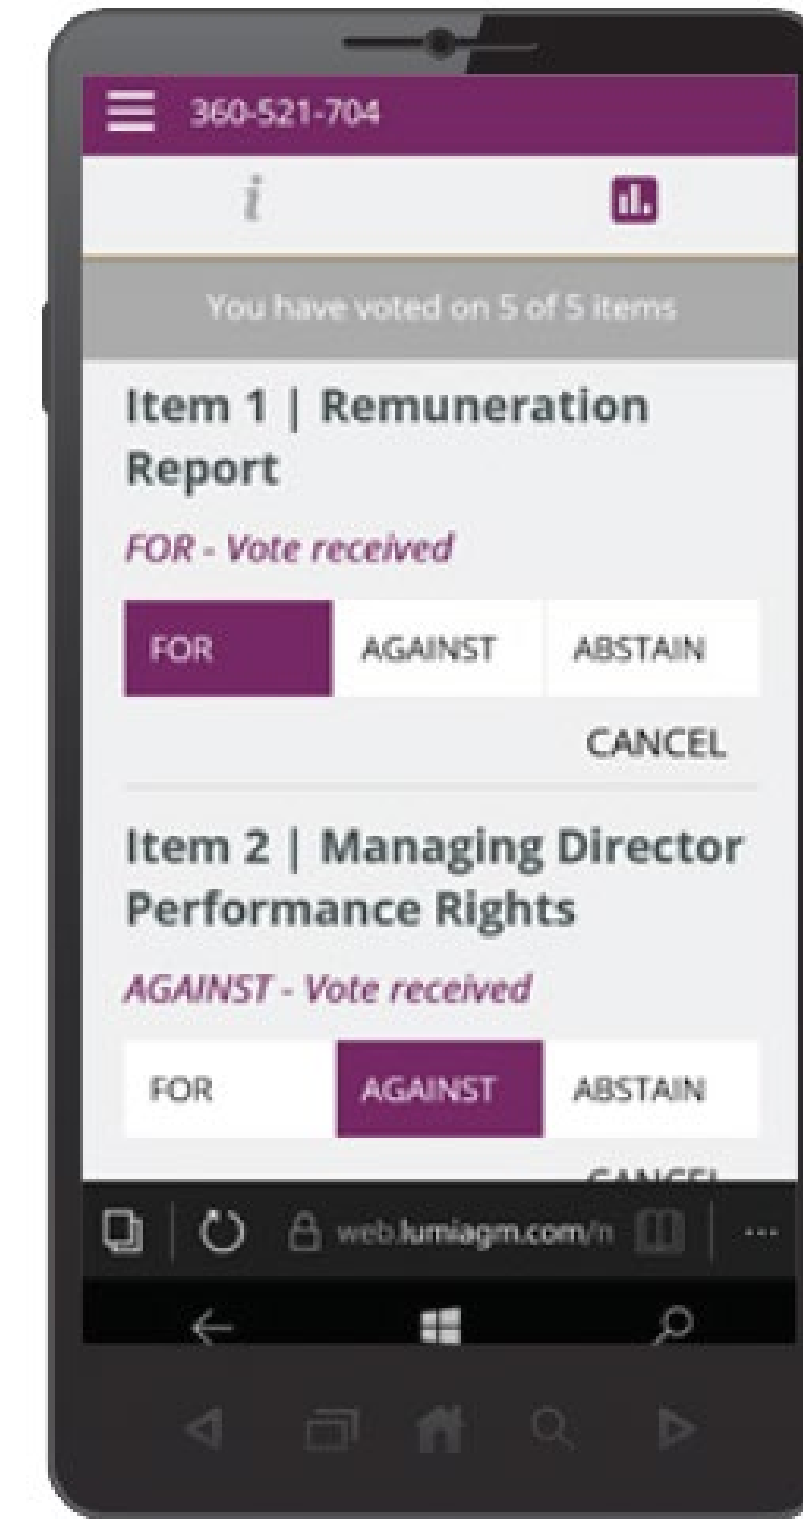 360-521-704
i
You have voted on 5 of 5 items
Item 1 | Remuneration
Report
FOR - Vote received
FOR AGAINST ABSTAIN
CANCEL
Item 2 | Managing Director
Performance Rights
AGAINST - Vote received
FOR AGAINST ABSTAIN
CANCEL
web.lumiagm.com/n